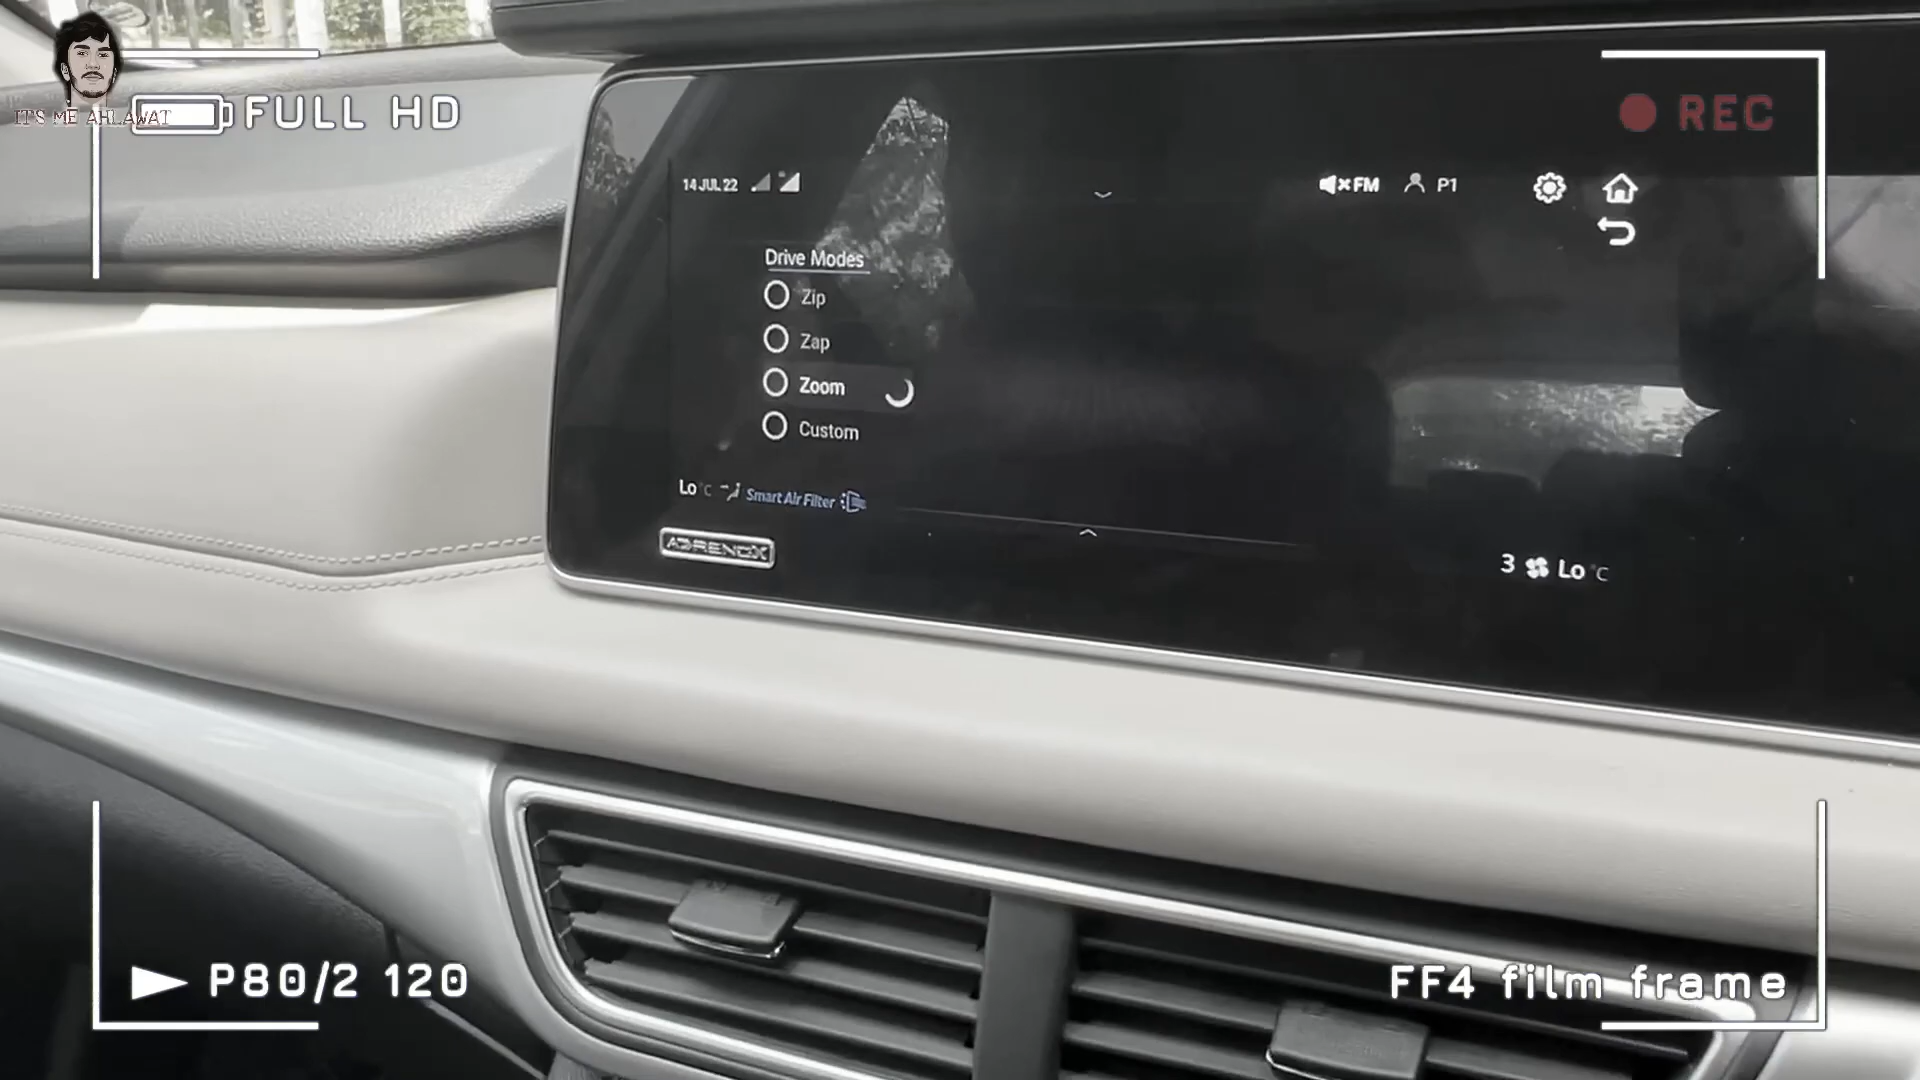 IT'S ME AHLAWAT
FULL HD
REC
14 JUL 22
FM P1
Drive Modes
Zip
Zap
Zoom
Custom
Lo °C Smart Air Filter
ADRENOX
3 Lo °C
P80/2 120
FF4 film frame